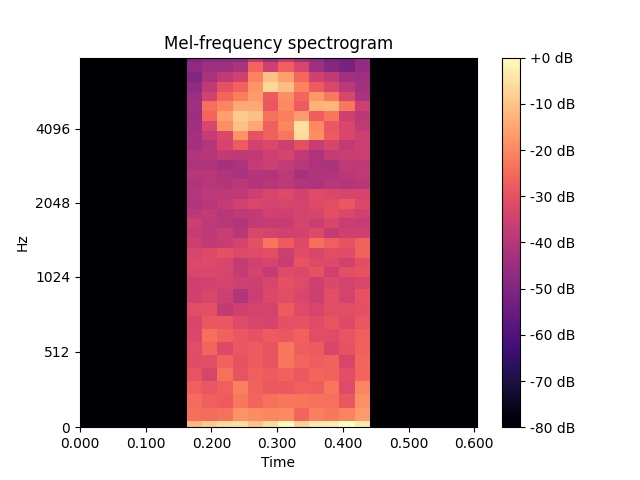 Mel-frequency spectrogram
Hz
4096
2048
1024
512
0
0.000 0.100 0.200 0.300 0.400 0.500 0.600
Time
+0 dB
-10 dB
-20 dB
-30 dB
-40 dB
-50 dB
-60 dB
-70 dB
-80 dB